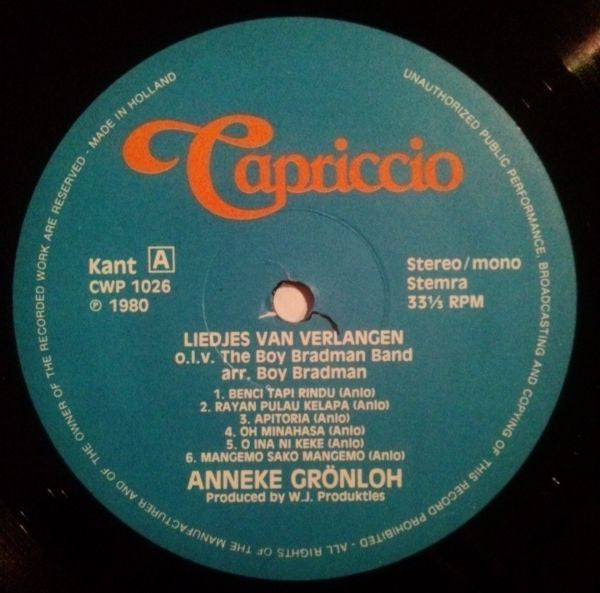 Capriccio
Kant A
CWP 1026
℗ 1980
Stereo/mono
Stemra
33⅓ RPM
LIEDJES VAN VERLANGEN
o.l.v. The Boy Bradman Band
arr. Boy Bradman
1. BENCI TAPI RINDU (Anlo)
2. RAYAN PULAU KELAPA (Anlo)
3. APITORIA (Anlo)
4. OH MINAHASA (Anlo)
5. O INA NI KEKE (Anlo)
6. MANGEMO SAKO MANGEMO (Anlo)
ANNEKE GRÖNLOH
Produced by W.J. Produkties
UNAUTHORIZED PUBLIC PERFORMANCE, BROADCASTING AND COPYING OF THIS RECORD PROHIBITED - ALL RIGHTS OF THE MANUFACTURER AND OF THE OWNER OF THE RECORDED WORK ARE RESERVED - MADE IN HOLLAND